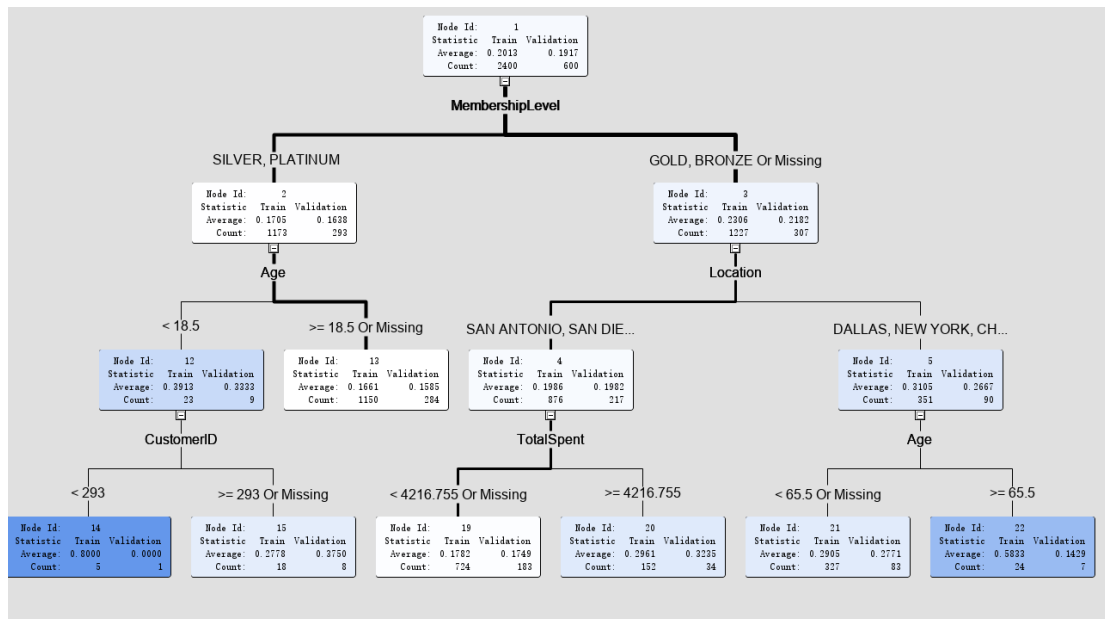 Node Id: 1
Statistic Train Validation
Average: 0.2013 0.1917
Count: 2400 600
MembershipLevel
SILVER, PLATINUM
GOLD, BRONZE Or Missing
Node Id: 2
Statistic Train Validation
Average: 0.1705 0.1638
Count: 1173 293
Node Id: 3
Statistic Train Validation
Average: 0.2306 0.2182
Count: 1227 307
Age
Location
< 18.5
>= 18.5 Or Missing
SAN ANTONIO, SAN DIE...
DALLAS, NEW YORK, CH...
Node Id: 12
Statistic Train Validation
Average: 0.3913 0.3333
Count: 23 9
Node Id: 13
Statistic Train Validation
Average: 0.1661 0.1585
Count: 1150 284
Node Id: 4
Statistic Train Validation
Average: 0.1986 0.1982
Count: 876 217
Node Id: 5
Statistic Train Validation
Average: 0.3105 0.2667
Count: 351 90
CustomerID
TotalSpent
Age
< 293
>= 293 Or Missing
< 4216.755 Or Missing
>= 4216.755
< 65.5 Or Missing
>= 65.5
Node Id: 14
Statistic Train Validation
Average: 0.8000 0.0000
Count: 5 1
Node Id: 15
Statistic Train Validation
Average: 0.2778 0.3750
Count: 18 8
Node Id: 19
Statistic Train Validation
Average: 0.1782 0.1749
Count: 724 183
Node Id: 20
Statistic Train Validation
Average: 0.2961 0.3235
Count: 152 34
Node Id: 21
Statistic Train Validation
Average: 0.2905 0.2771
Count: 327 83
Node Id: 22
Statistic Train Validation
Average: 0.5833 0.1429
Count: 24 7